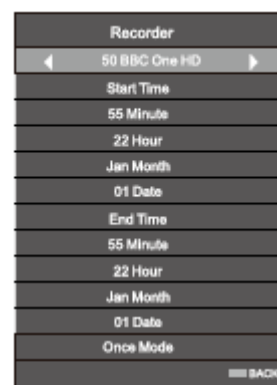 Recorder
50 BBC One HD
Start Time
55 Minute
22 Hour
Jan Month
01 Date
End Time
55 Minute
22 Hour
Jan Month
01 Date
Once Mode
BACK